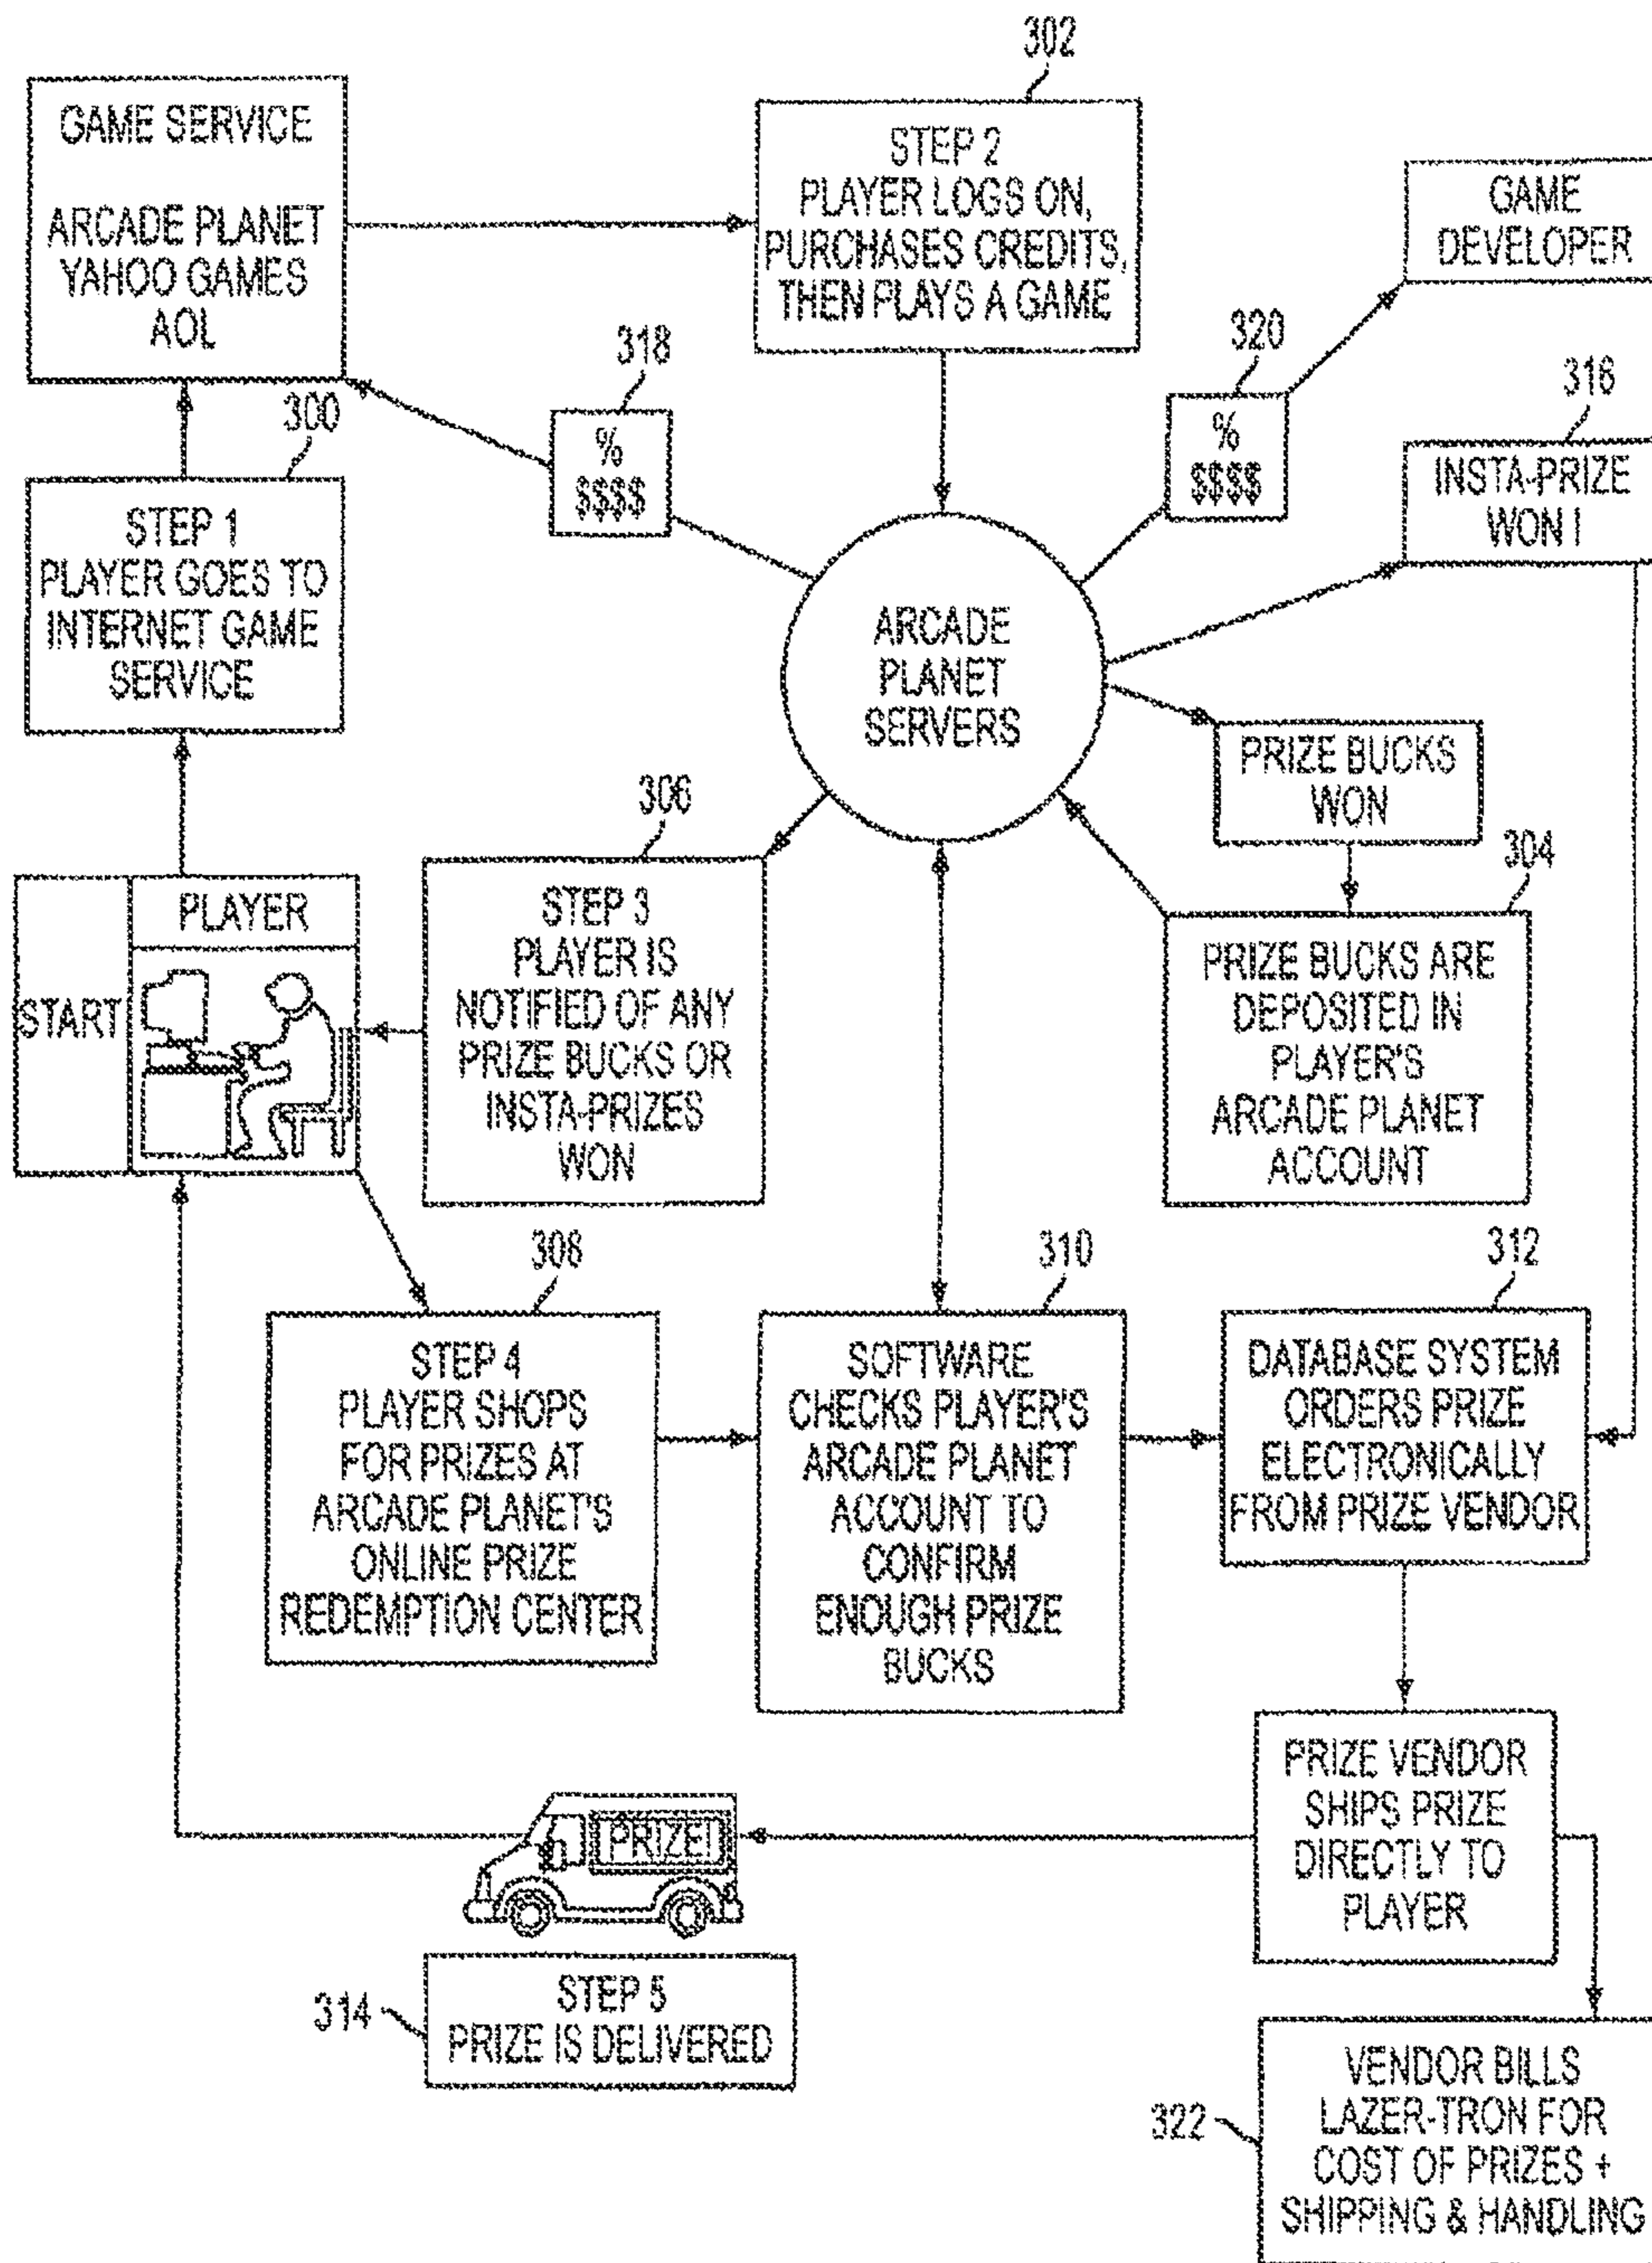 302
GAME SERVICE
ARCADE PLANET
YAHOO GAMES
AOL
STEP 2
PLAYER LOGS ON,
PURCHASES CREDITS,
THEN PLAYS A GAME
GAME
DEVELOPER
318
%
$$$$
320
%
$$$$
316
INSTA-PRIZE
WON !
300
STEP 1
PLAYER GOES TO
INTERNET GAME
SERVICE
ARCADE
PLANET
SERVERS
PRIZE BUCKS
WON
304
PRIZE BUCKS ARE
DEPOSITED IN
PLAYER'S
ARCADE PLANET
ACCOUNT
306
STEP 3
PLAYER IS
NOTIFIED OF ANY
PRIZE BUCKS OR
INSTA-PRIZES
WON
START
PLAYER
308
STEP 4
PLAYER SHOPS
FOR PRIZES AT
ARCADE PLANET'S
ONLINE PRIZE
REDEMPTION CENTER
310
SOFTWARE
CHECKS PLAYER'S
ARCADE PLANET
ACCOUNT TO
CONFIRM
ENOUGH PRIZE
BUCKS
312
DATABASE SYSTEM
ORDERS PRIZE
ELECTRONICALLY
FROM PRIZE VENDOR
PRIZE VENDOR
SHIPS PRIZE
DIRECTLY TO
PLAYER
PRIZE!
314
STEP 5
PRIZE IS DELIVERED
322
VENDOR BILLS
LAZER-TRON FOR
COST OF PRIZES +
SHIPPING & HANDLING